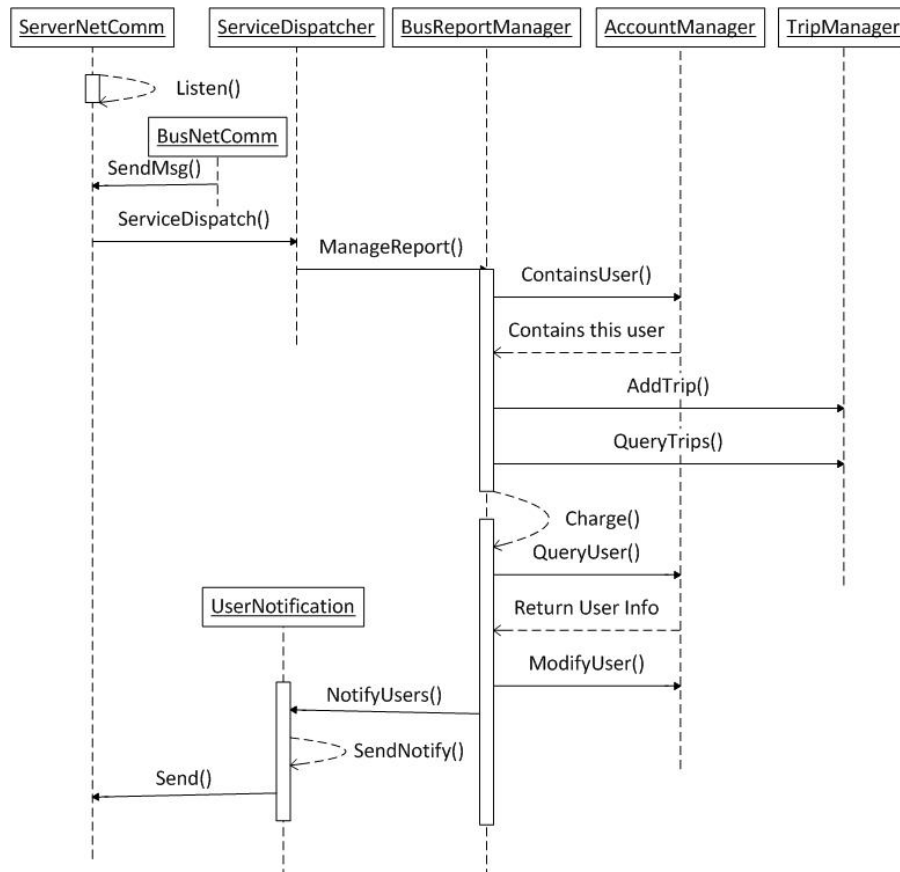 ServerNetComm
ServiceDispatcher
BusReportManager
AccountManager
TripManager
Listen()
BusNetComm
SendMsg()
ServiceDispatch()
ManageReport()
ContainsUser()
Contains this user
AddTrip()
QueryTrips()
Charge()
QueryUser()
UserNotification
Return User Info
ModifyUser()
NotifyUsers()
SendNotify()
Send()